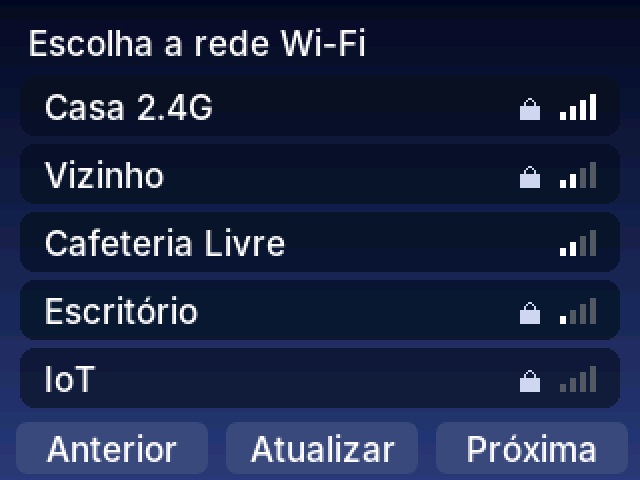 Escolha a rede Wi-Fi
Casa 2.4G
Vizinho
Cafeteria Livre
Escritório
IoT
Anterior Atualizar Próxima